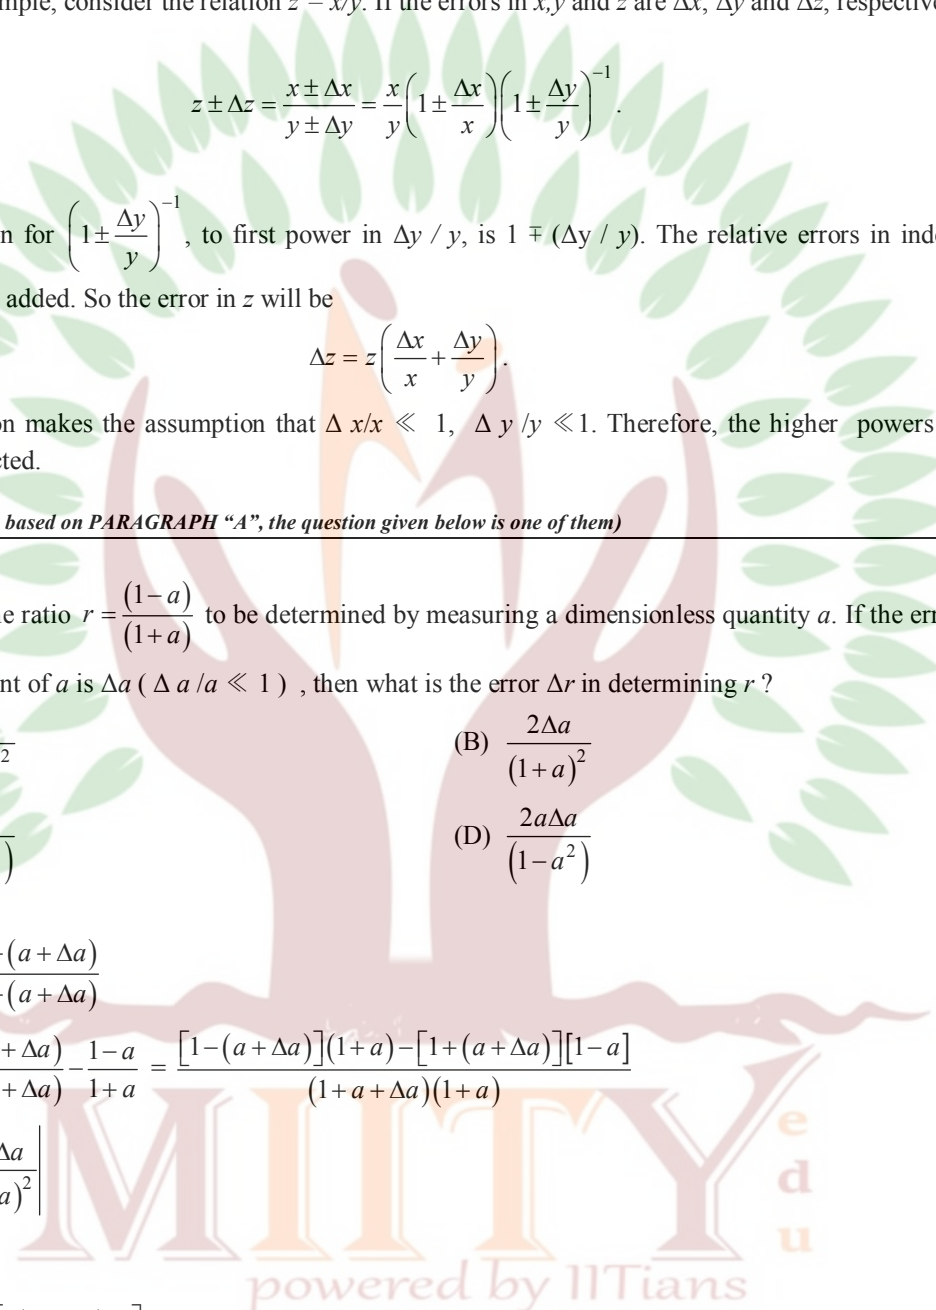 consider the relation z = x/y. If the errors in x,y and z are Δx, Δy and Δz,
z ± Δz = (x ± Δx)/(y ± Δy) = (x/y)(1 ± Δx/x)(1 ± Δy/y)⁻¹.
n for (1 ± Δy/y)⁻¹, to first power in Δy / y, is 1 ∓ (Δy / y). The relative errors in
added. So the error in z will be
Δz = z(Δx/x + Δy/y).
on makes the assumption that Δ x/x ≪ 1, Δ y /y ≪1. Therefore, the higher powers
cted.
based on PARAGRAPH “A”, the question given below is one of them)
e ratio r = (1−a)/(1+a) to be determined by measuring a dimensionless quantity a. If the
nt of a is Δa ( Δ a /a ≪ 1 ) , then what is the error Δr in determining r ?
2
(B) 2Δa/(1+a)²
)
(D) 2aΔa/(1−a²)
(a + Δa)
(a + Δa)
+ Δa)/+ Δa) − (1−a)/(1+a) = ([1−(a+Δa)](1+a)−[1+(a+Δa)][1−a])/((1+a+Δa)(1+a))
Δa/a)²|
MIITY
edu
powered by IITians